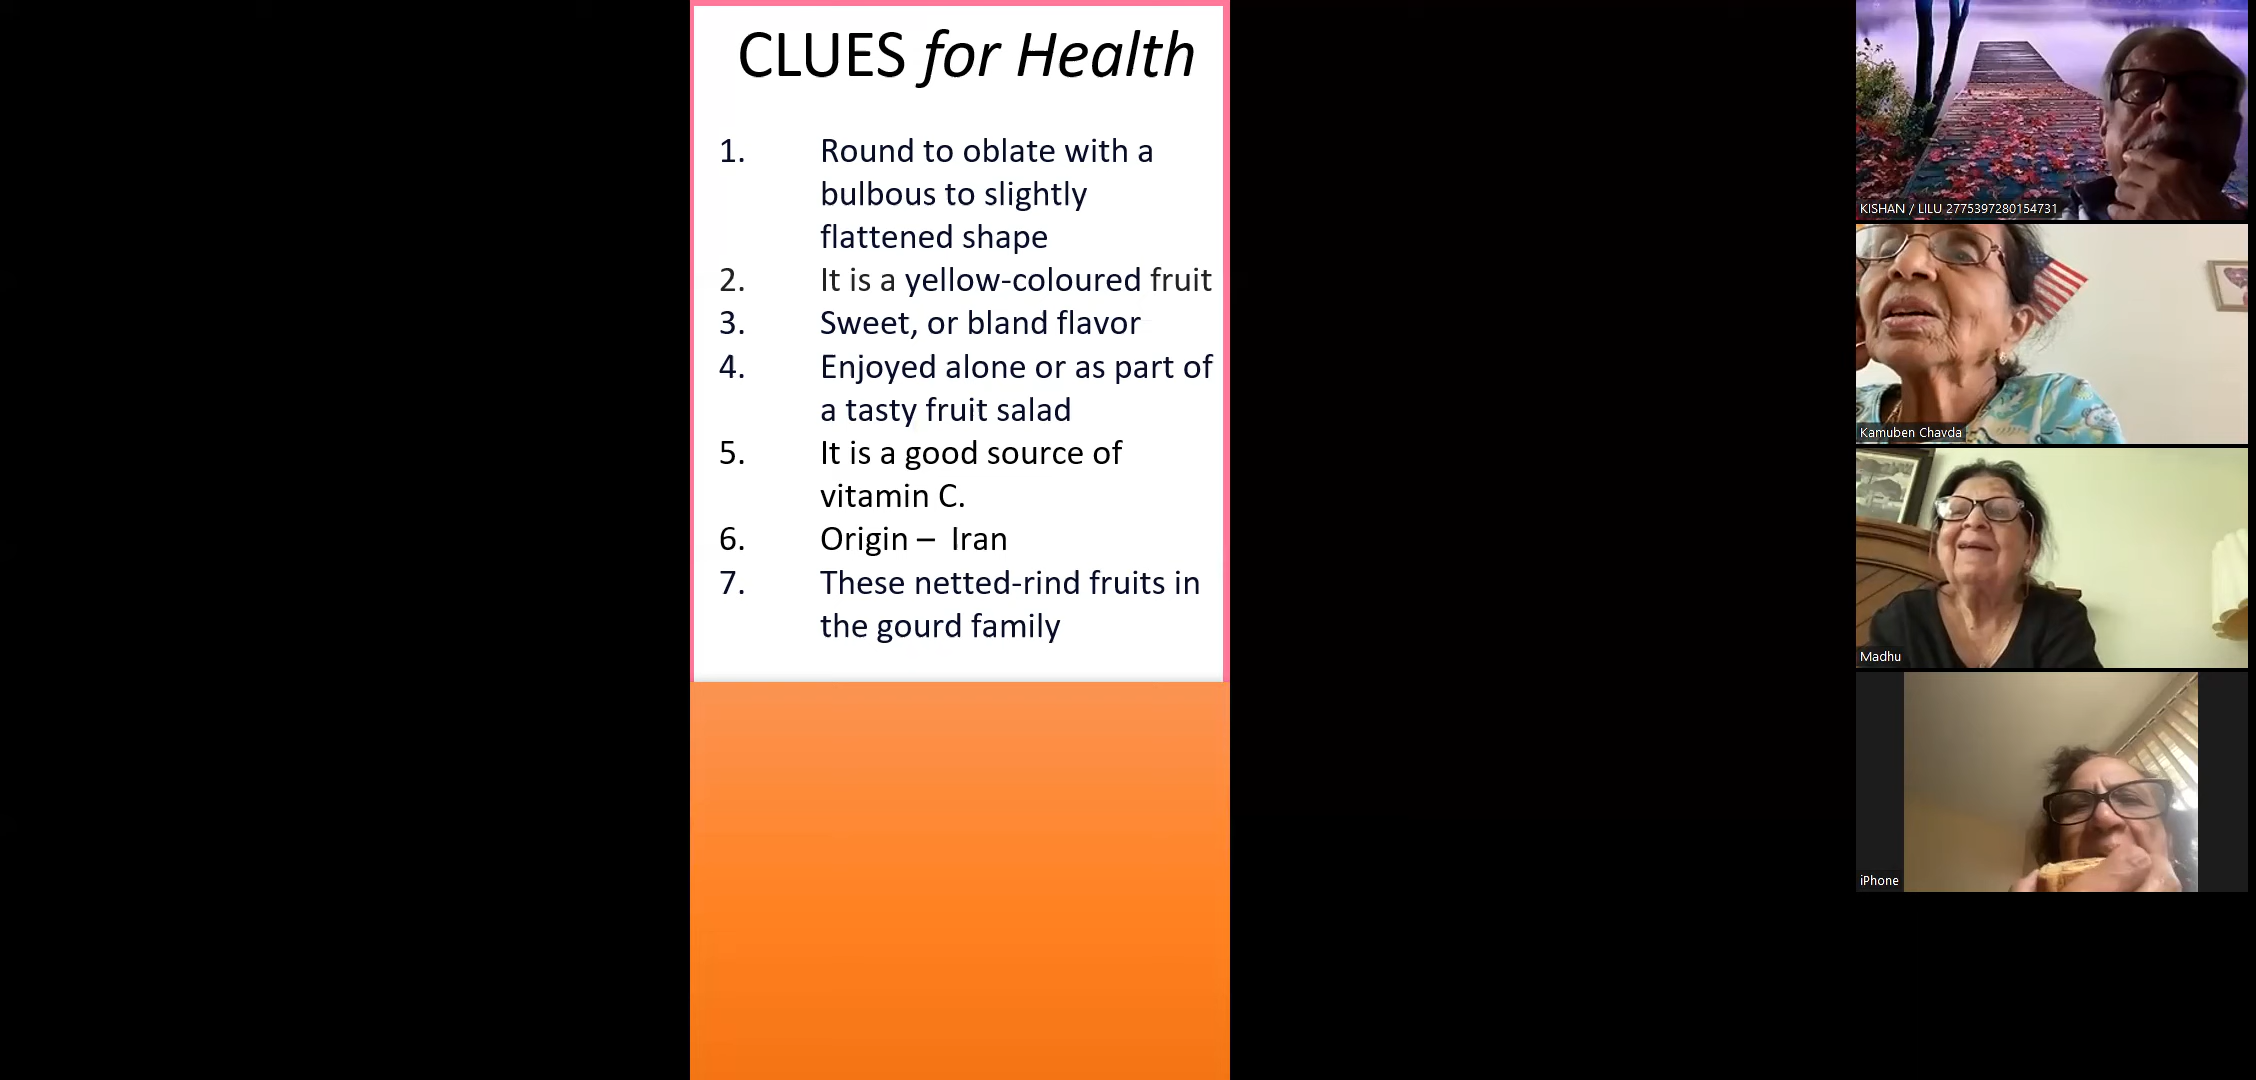 CLUES for Health
1. Round to oblate with a
bulbous to slightly
flattened shape
2. It is a yellow-coloured fruit
3. Sweet, or bland flavor
4. Enjoyed alone or as part of
a tasty fruit salad
5. It is a good source of
vitamin C.
6. Origin – Iran
7. These netted-rind fruits in
the gourd family
KISHAN / LILU 2775397280154731
Kamuben Chavda
Madhu
iPhone